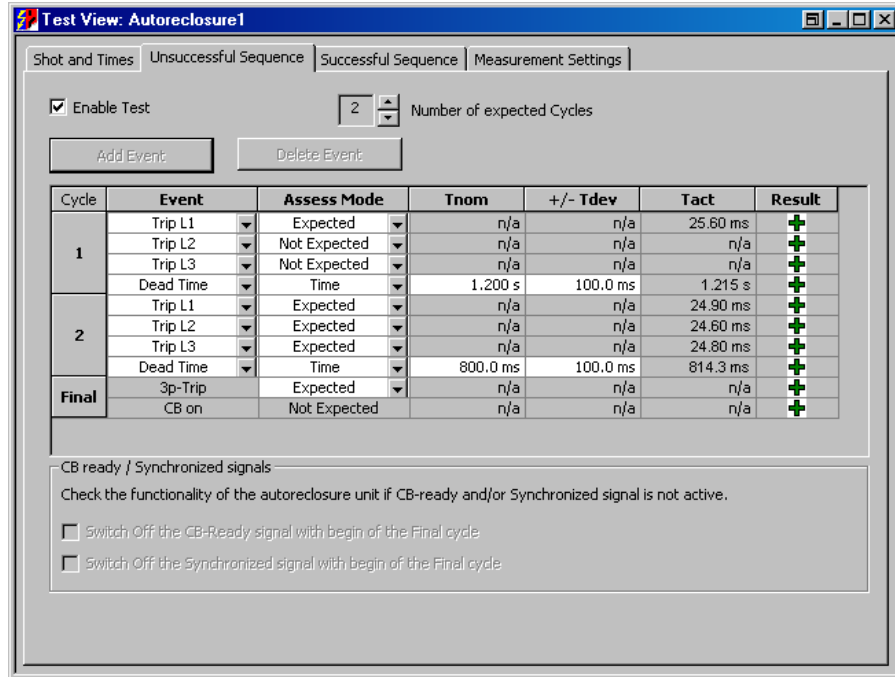 Test View: Autoreclosure1
Shot and Times Unsuccessful Sequence Successful Sequence Measurement Settings
Enable Test 2 Number of expected Cycles
Add Event Delete Event
Cycle Event Assess Mode Tnom +/- Tdev Tact Result
1 Trip L1 Expected n/a n/a 25.60 ms
Trip L2 Not Expected n/a n/a n/a
Trip L3 Not Expected n/a n/a n/a
Dead Time Time 1.200 s 100.0 ms 1.215 s
2 Trip L1 Expected n/a n/a 24.90 ms
Trip L2 Expected n/a n/a 24.60 ms
Trip L3 Expected n/a n/a 24.80 ms
Dead Time Time 800.0 ms 100.0 ms 814.3 ms
Final 3p-Trip Expected n/a n/a n/a
CB on Not Expected n/a n/a n/a
CB ready / Synchronized signals
Check the functionality of the autoreclosure unit if CB-ready and/or Synchronized signal is not active.
Switch Off the CB-Ready signal with begin of the Final cycle
Switch Off the Synchronized signal with begin of the Final cycle